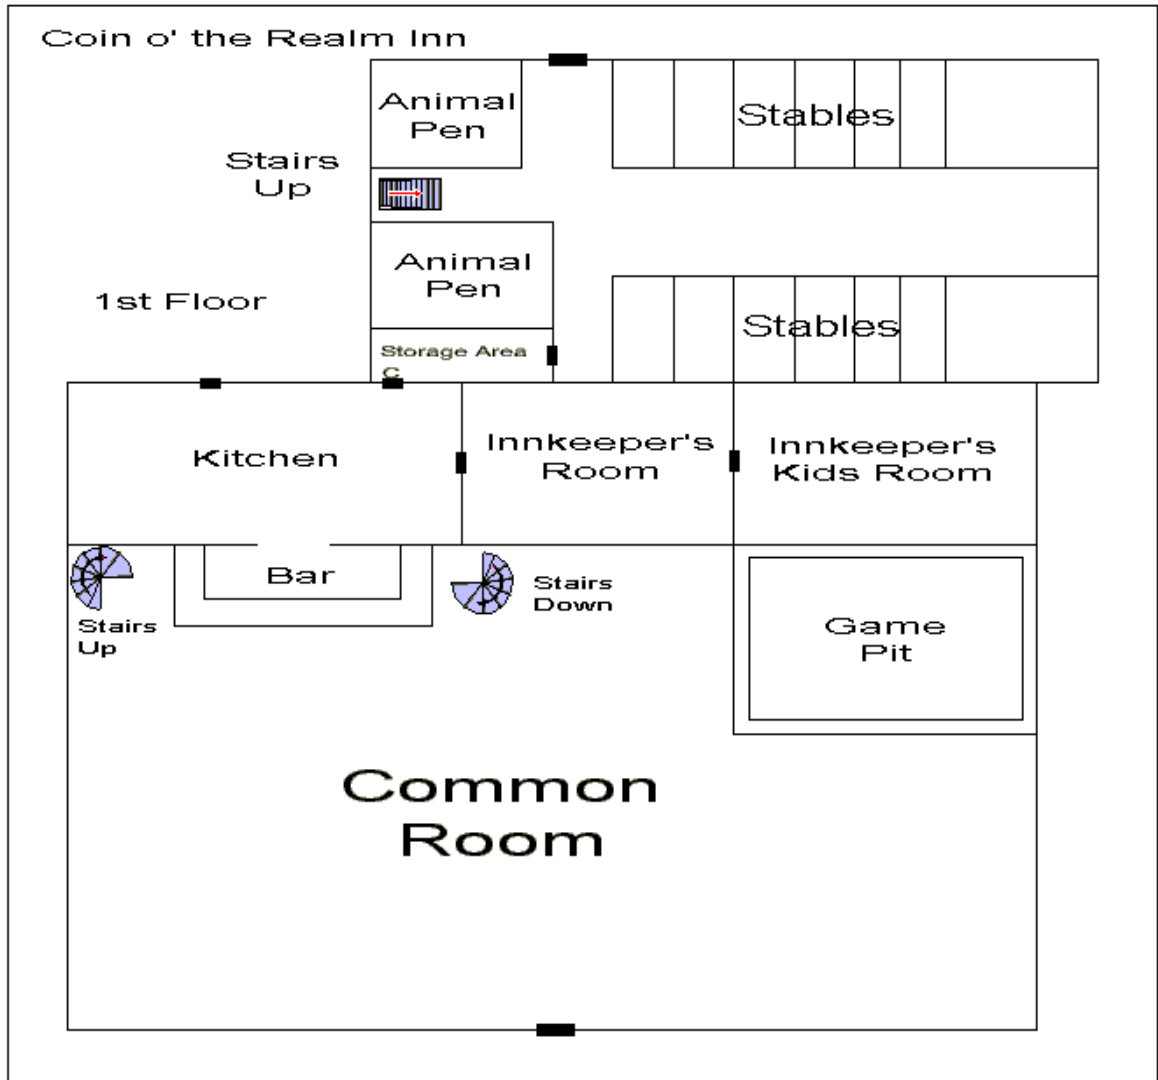 Coin o' the Realm Inn
Animal
Pen
Stables
Stairs
Up
Animal
Pen
1st Floor
Stables
Storage Area
C
Kitchen
Innkeeper's
Room
Innkeeper's
Kids Room
Bar
Stairs
Down
Stairs
Up
Game
Pit
Common
Room